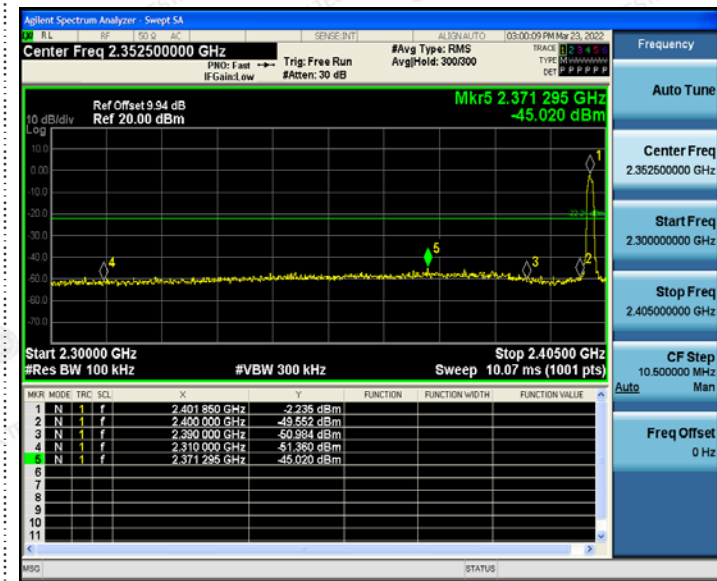 Agilent Spectrum Analyzer - Swept SA
RL RF 50 Ω AC SENSE:INT ALIGN AUTO 03:00:09 PM Mar 23, 2022
Center Freq 2.352500000 GHz
PNO: Fast
IFGain:Low
Trig: Free Run
#Atten: 30 dB
#Avg Type: RMS
Avg|Hold: 300/300
TRACE 1 2 3 4 5 6
TYPE M
DET P P P P P P
Frequency
Auto Tune
Center Freq
2.352500000 GHz
Start Freq
2.300000000 GHz
Stop Freq
2.405000000 GHz
CF Step
10.500000 MHz
Auto Man
Freq Offset
0 Hz
Mkr5 2.371 295 GHz
-45.020 dBm
Ref Offset 9.94 dB
10 dB/div Ref 20.00 dBm
Log
10.0
0.00
-10.0
-20.0
-30.0
-40.0
-50.0
-60.0
-70.0
1
2
3
4
5
Start 2.30000 GHz Stop 2.40500 GHz
#Res BW 100 kHz #VBW 300 kHz Sweep 10.07 ms (1001 pts)
MKR MODE TRC SCL X Y FUNCTION FUNCTION WIDTH FUNCTION VALUE
1 N 1 f 2.401 850 GHz -2.235 dBm
2 N 1 f 2.400 000 GHz -49.552 dBm
3 N 1 f 2.390 000 GHz -50.984 dBm
4 N 1 f 2.310 000 GHz -51.360 dBm
5 N 1 f 2.371 295 GHz -45.020 dBm
6
7
8
9
10
11
MSG STATUS